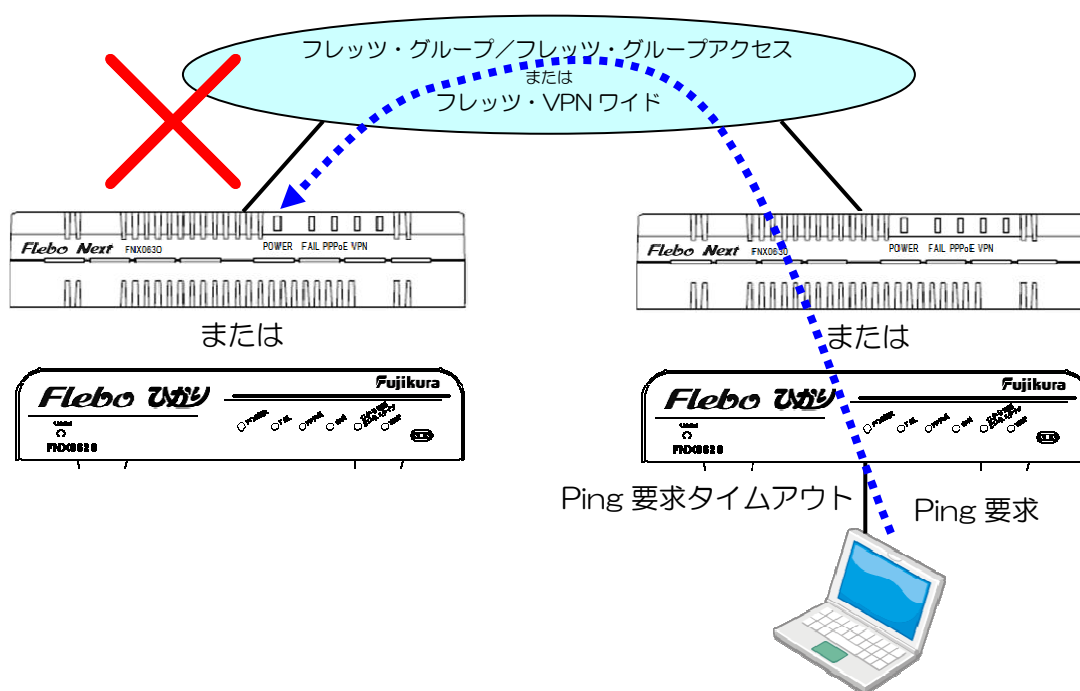 フレッツ・グループ／フレッツ・グループアクセス
または
フレッツ・VPN ワイド
Flebo Next FNX0630 POWER FAIL PPPoE VPN
Flebo Next FNX0630 POWER FAIL PPPoE VPN
または
または
Flebo ひかり Fujikura
Flebo ひかり Fujikura
Ping 要求タイムアウト
Ping 要求